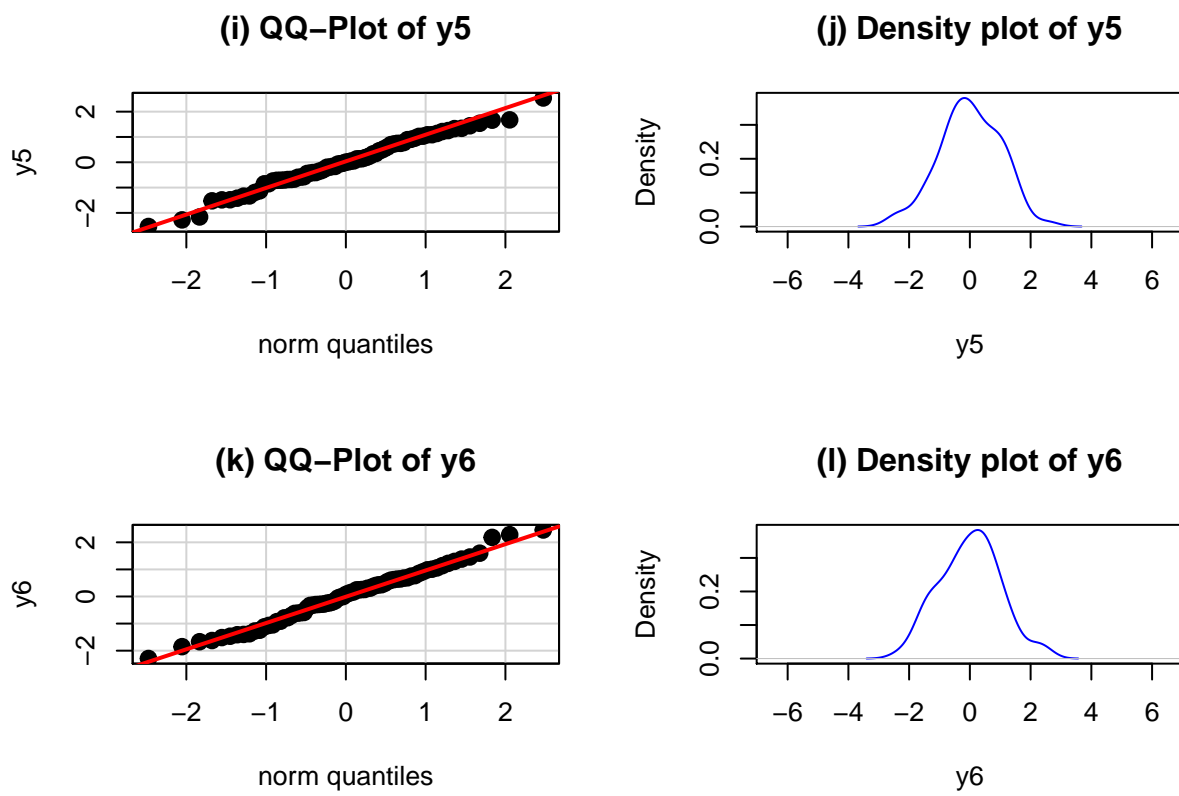 (i) QQ−Plot of y5
y5
2
0
−2
−2 −1 0 1 2
norm quantiles
(j) Density plot of y5
Density
0.2
0.0
−6 −4 −2 0 2 4 6
y5
(k) QQ−Plot of y6
y6
2
0
−2
−2 −1 0 1 2
norm quantiles
(l) Density plot of y6
Density
0.2
0.0
−6 −4 −2 0 2 4 6
y6